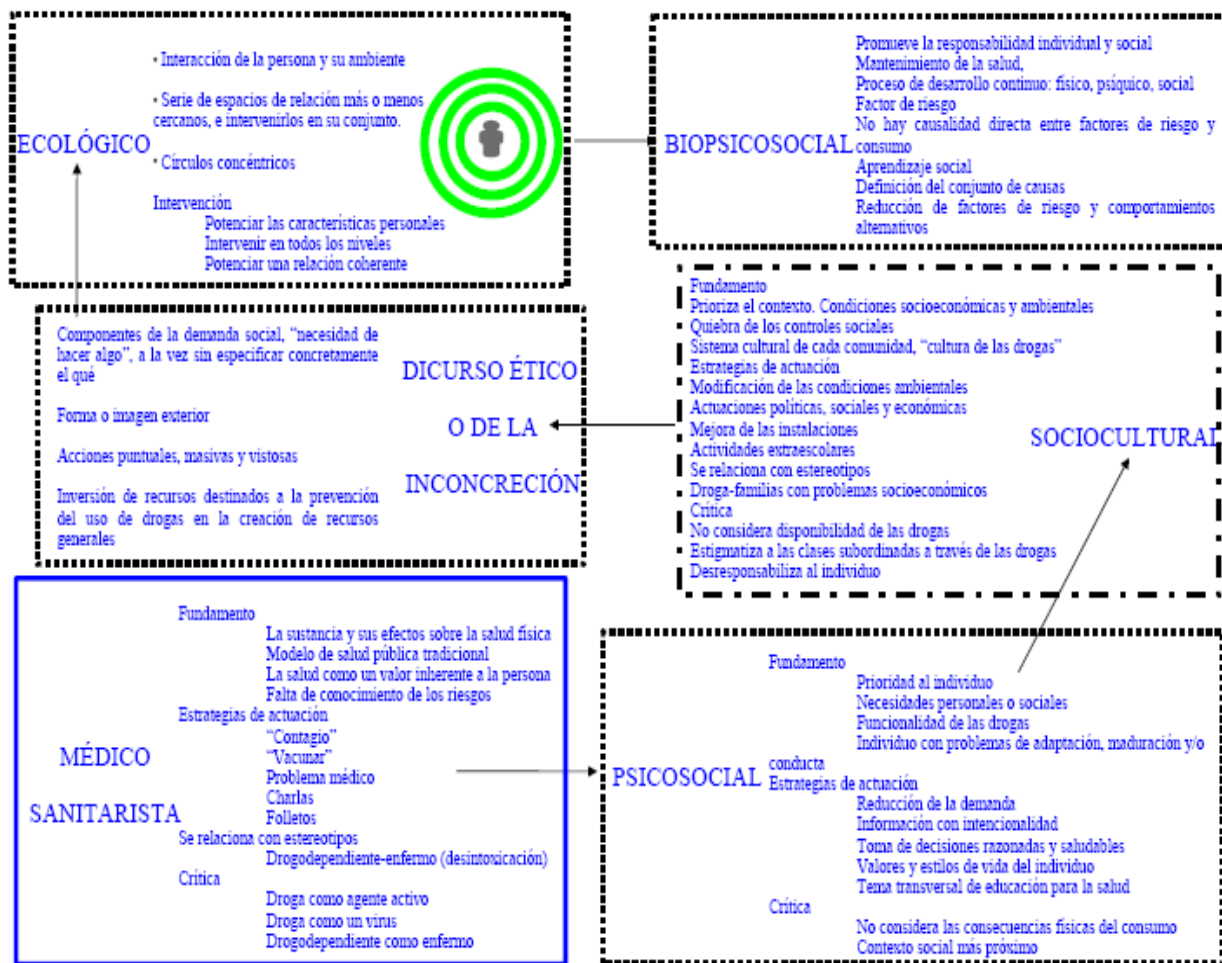 ECOLÓGICO
• Interacción de la persona y su ambiente
• Serie de espacios de relación más o menos
cercanos, e intervenirlos en su conjunto.
• Círculos concéntricos
Intervención
Potenciar las características personales
Intervenir en todos los niveles
Potenciar una relación coherente
BIOPSICOSOCIAL
Promueve la responsabilidad individual y social
Mantenimiento de la salud,
Proceso de desarrollo continuo: físico, psíquico, social
Factor de riesgo
No hay causalidad directa entre factores de riesgo y
consumo
Aprendizaje social
Definición del conjunto de causas
Reducción de factores de riesgo y comportamientos
alternativos
Componentes de la demanda social, “necesidad de
hacer algo”, a la vez sin especificar concretamente
el qué
Forma o imagen exterior
Acciones puntuales, masivas y vistosas
Inversión de recursos destinados a la prevención
del uso de drogas en la creación de recursos
generales
DICURSO ÉTICO
O DE LA
INCONCRECIÓN
Fundamento
Prioriza el contexto. Condiciones socioeconómicas y ambientales
Quiebra de los controles sociales
Sistema cultural de cada comunidad, “cultura de las drogas”
Estrategias de actuación
Modificación de las condiciones ambientales
Actuaciones políticas, sociales y económicas
Mejora de las instalaciones
Actividades extraescolares
Se relaciona con estereotipos
Droga-familias con problemas socioeconómicos
Crítica
No considera disponibilidad de las drogas
Estigmatiza a las clases subordinadas a través de las drogas
Desresponsabiliza al individuo
SOCIOCULTURAL
MÉDICO
SANITARISTA
Fundamento
La sustancia y sus efectos sobre la salud física
Modelo de salud pública tradicional
La salud como un valor inherente a la persona
Falta de conocimiento de los riesgos
Estrategias de actuación
“Contagio”
“Vacunar”
Problema médico
Charlas
Folletos
Se relaciona con estereotipos
Drogodependiente-enfermo (desintoxicación)
Crítica
Droga como agente activo
Droga como un virus
Drogodependiente como enfermo
PSICOSOCIAL
Fundamento
Prioridad al individuo
Necesidades personales o sociales
Funcionalidad de las drogas
Individuo con problemas de adaptación, maduración y/o
conducta
Estrategias de actuación
Reducción de la demanda
Información con intencionalidad
Toma de decisiones razonadas y saludables
Valores y estilos de vida del individuo
Tema transversal de educación para la salud
Crítica
No considera las consecuencias físicas del consumo
Contexto social más próximo